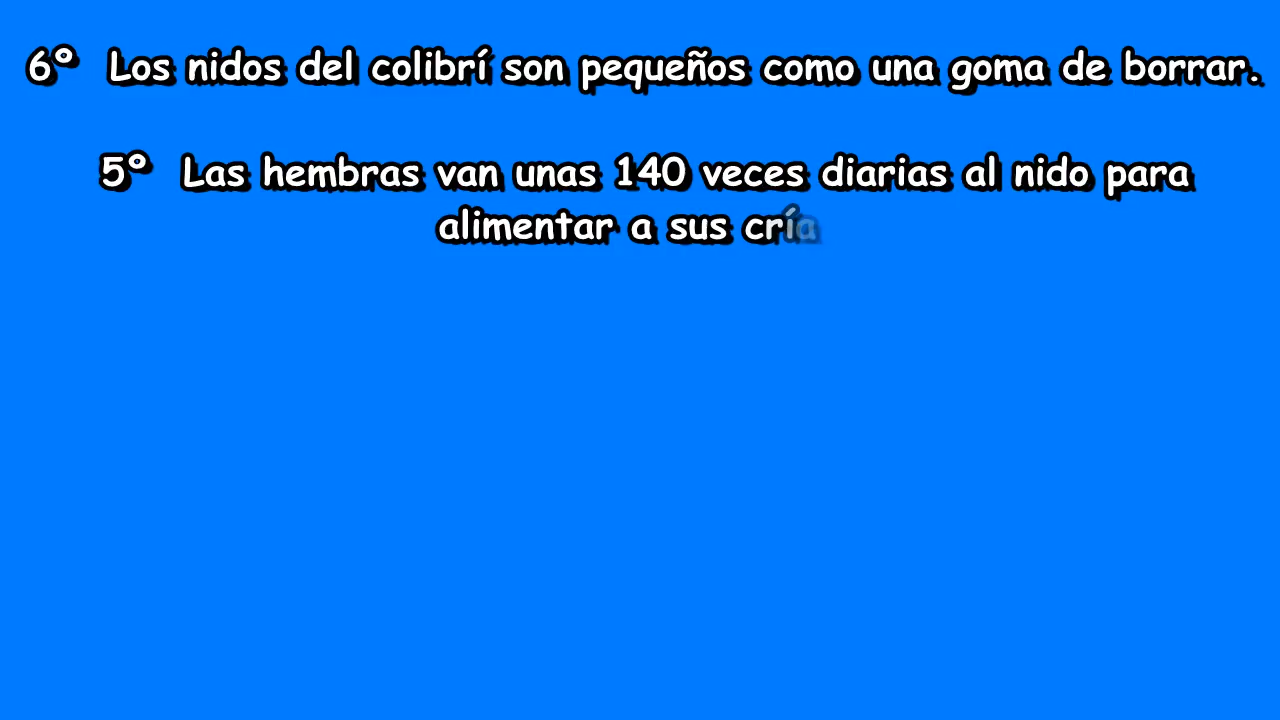 6º Los nidos del colibrí son pequeños como una goma de borrar.
5º Las hembras van unas 140 veces diarias al nido para
alimentar a sus cría